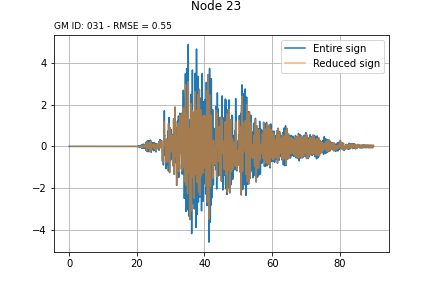 Node 23
GM ID: 031 - RMSE = 0.55
Entire sign
Reduced sign
4
2
0
−2
−4
0 20 40 60 80